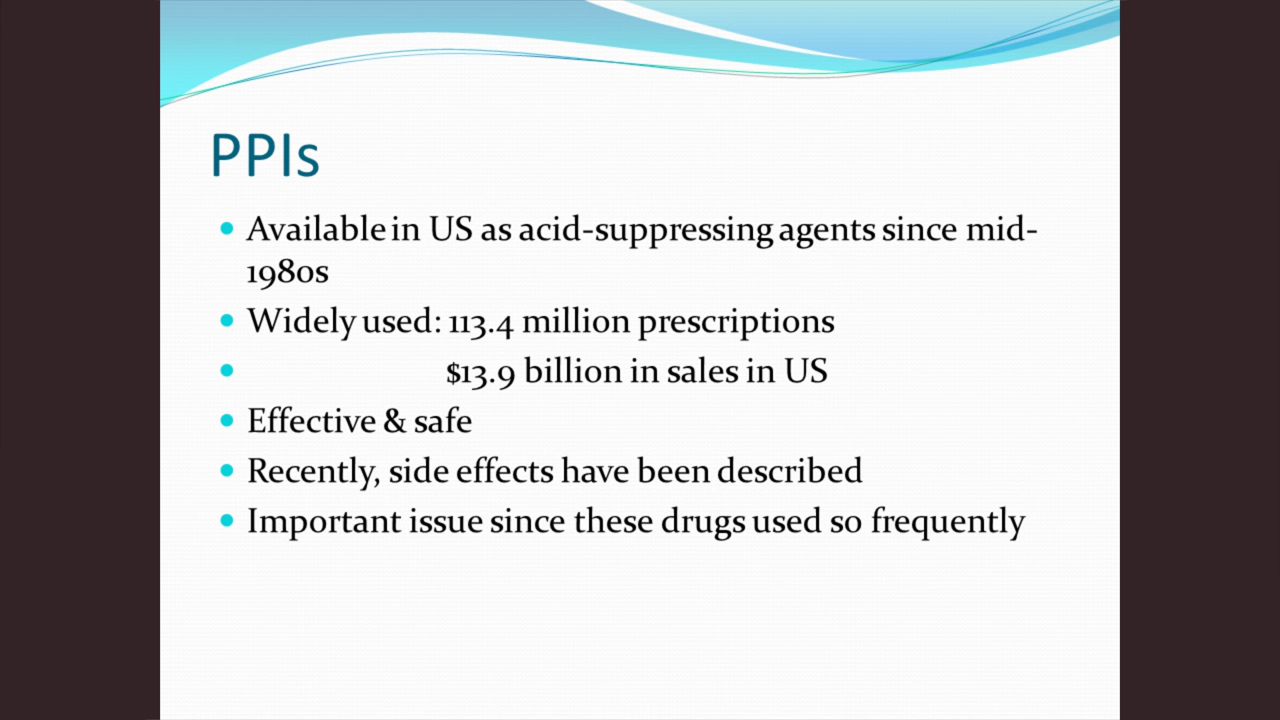 PPIs
• Available in US as acid-suppressing agents since mid-
1980s
• Widely used: 113.4 million prescriptions
• $13.9 billion in sales in US
• Effective & safe
• Recently, side effects have been described
• Important issue since these drugs used so frequently